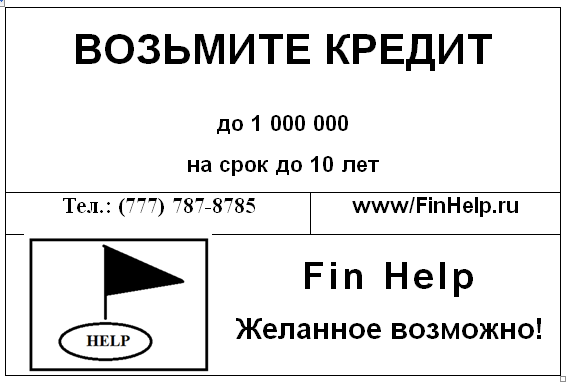 ВОЗЬМИТЕ КРЕДИТ
до 1 000 000
на срок до 10 лет
Тел.: (777) 787-8785
www/FinHelp.ru
HELP
Fin Help
Желанное возможно!